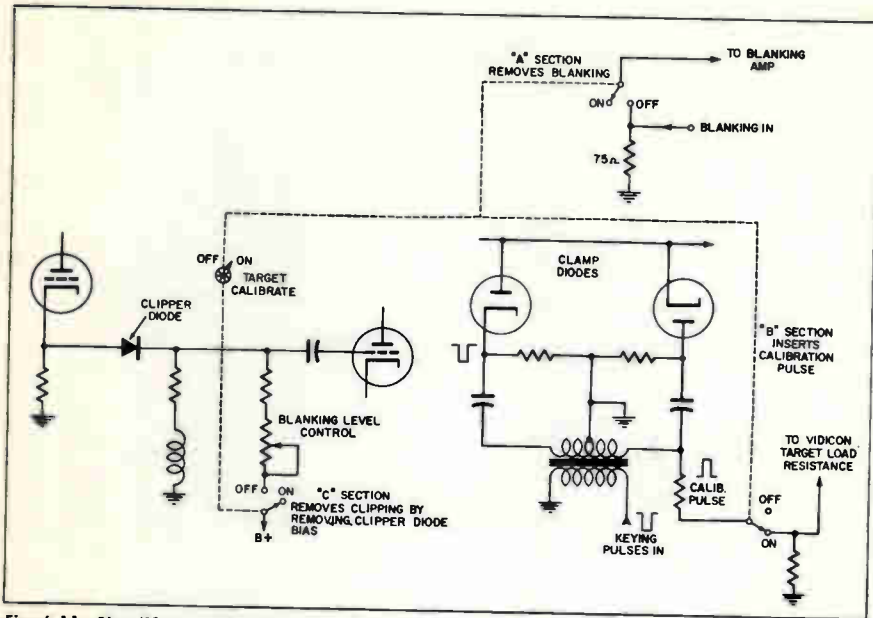 "A" SECTION
REMOVES BLANKING
TO BLANKING
AMP
ON
OFF
BLANKING IN
75Ω
OFF ON
TARGET
CALIBRATE
CLIPPER
DIODE
CLAMP
DIODES
"B" SECTION
INSERTS
CALIBRATION
PULSE
BLANKING LEVEL
CONTROL
OFF
ON
"C" SECTION
REMOVES CLIPPING BY
REMOVING, CLIPPER DIODE
BIAS
B+
KEYING
PULSES IN
CALIB.
PULSE
TO VIDICON
TARGET LOAD
RESISTANCE
OFF
ON